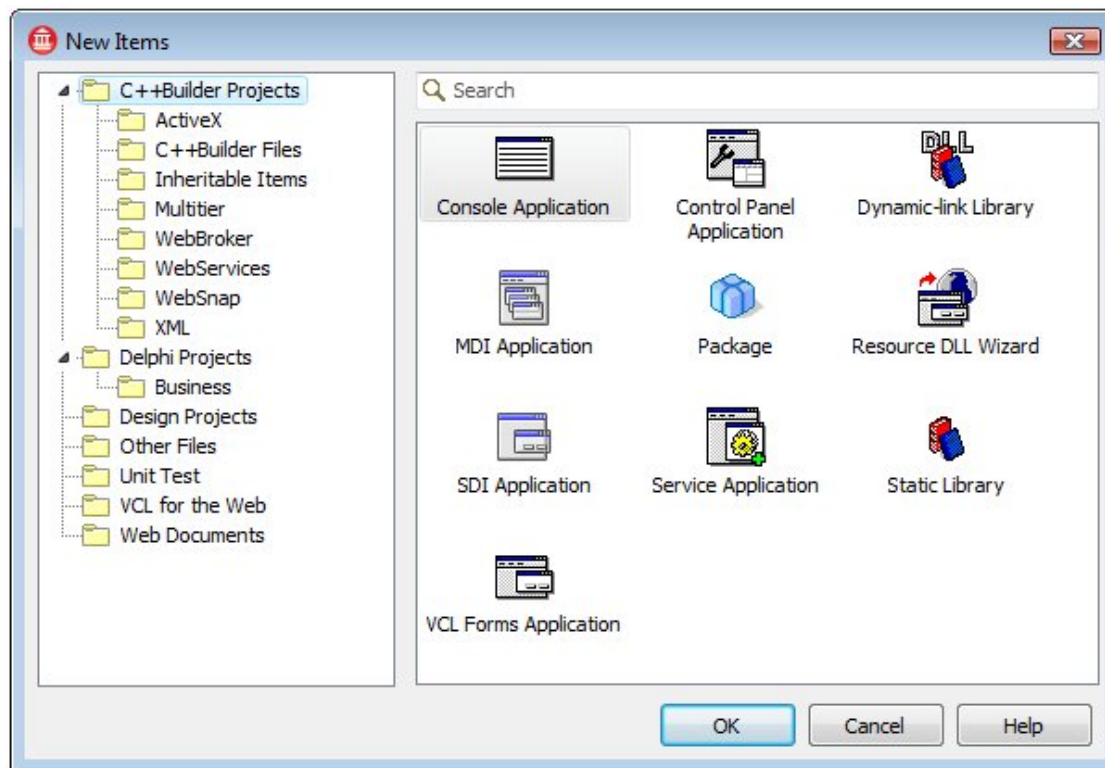 New Items
C++Builder Projects
ActiveX
C++Builder Files
Inheritable Items
Multitier
WebBroker
WebServices
WebSnap
XML
Delphi Projects
Business
Design Projects
Other Files
Unit Test
VCL for the Web
Web Documents
Search
Console Application
Control Panel
Application
DLL
Dynamic-link Library
MDI Application
Package
Resource DLL Wizard
SDI Application
Service Application
Static Library
VCL Forms Application
OK
Cancel
Help